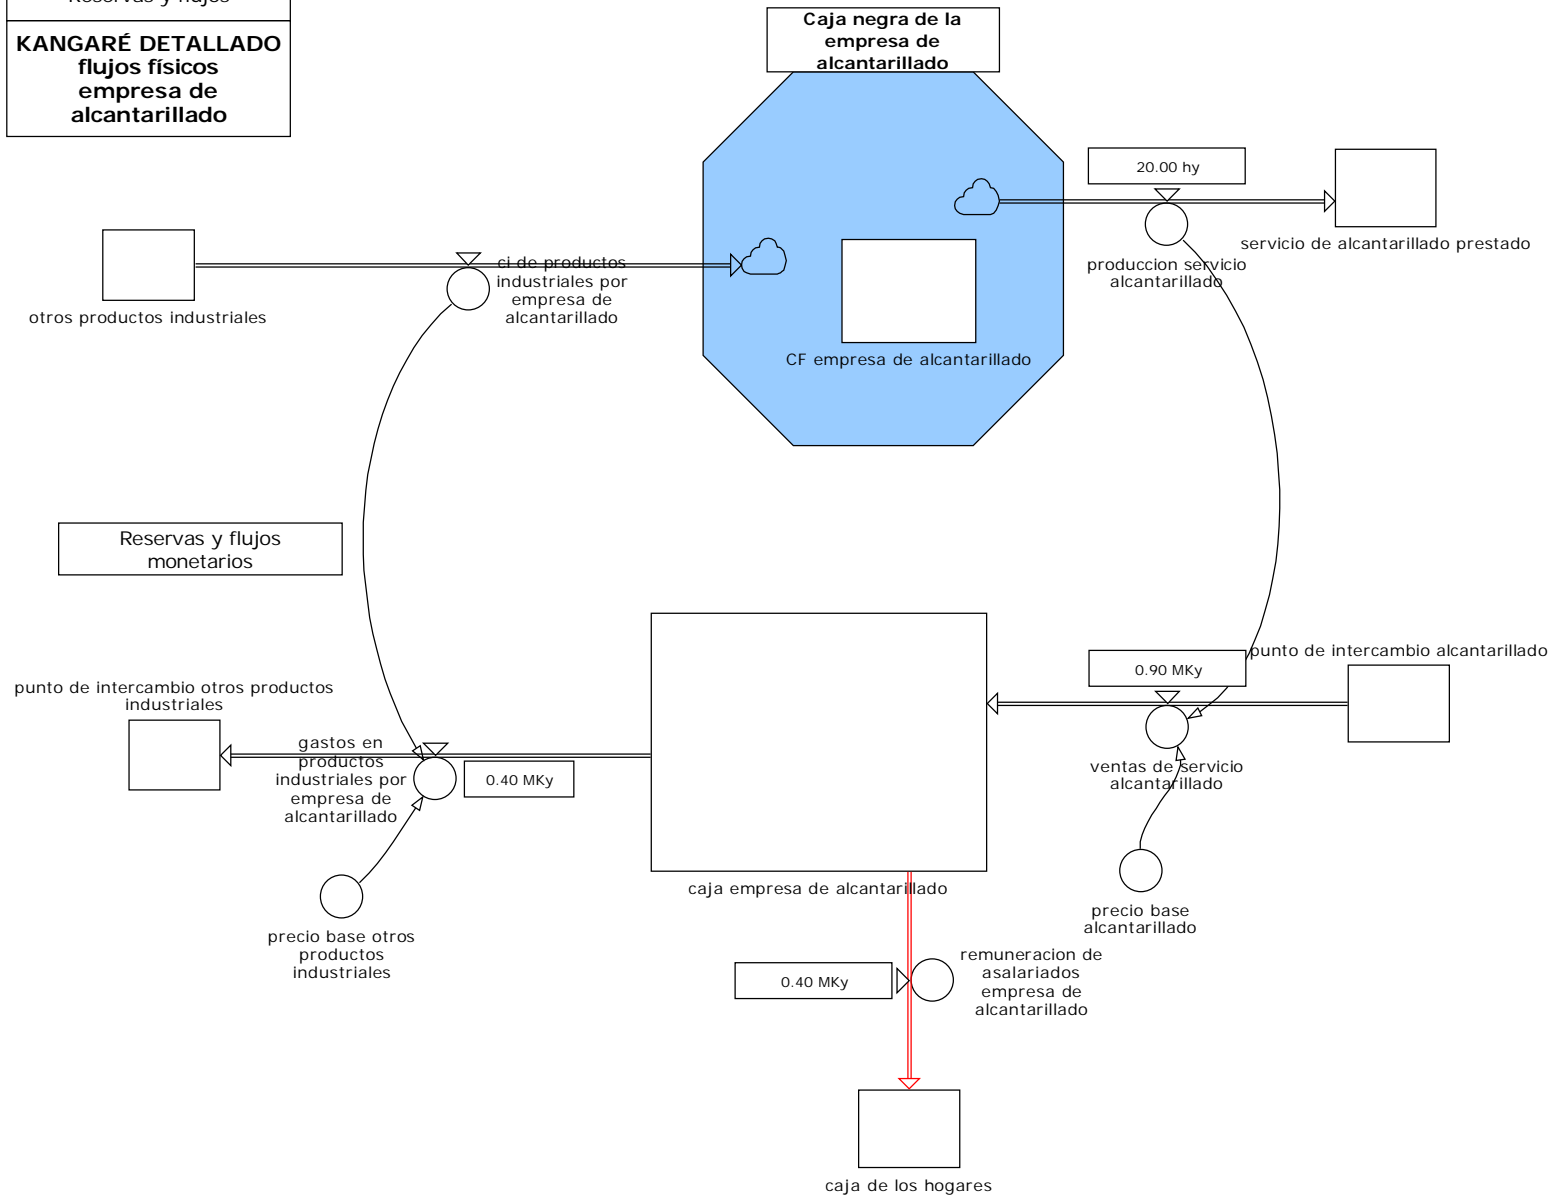 Reservas y flujos
KANGARÉ DETALLADO
flujos físicos
empresa de
alcantarillado
Caja negra de la
empresa de
alcantarillado
20.00 hy
servicio de alcantarillado prestado
produccion servicio
alcantarillado
ci de productos
industriales por
empresa de
alcantarillado
otros productos industriales
CF empresa de alcantarillado
Reservas y flujos
monetarios
punto de intercambio otros productos
industriales
gastos en
productos
industriales por
empresa de
alcantarillado
0.40 MKy
0.90 MKy
punto de intercambio alcantarillado
ventas de servicio
alcantarillado
caja empresa de alcantarillado
precio base otros
productos
industriales
precio base
alcantarillado
0.40 MKy
remuneracion de
asalariados
empresa de
alcantarillado
caja de los hogares